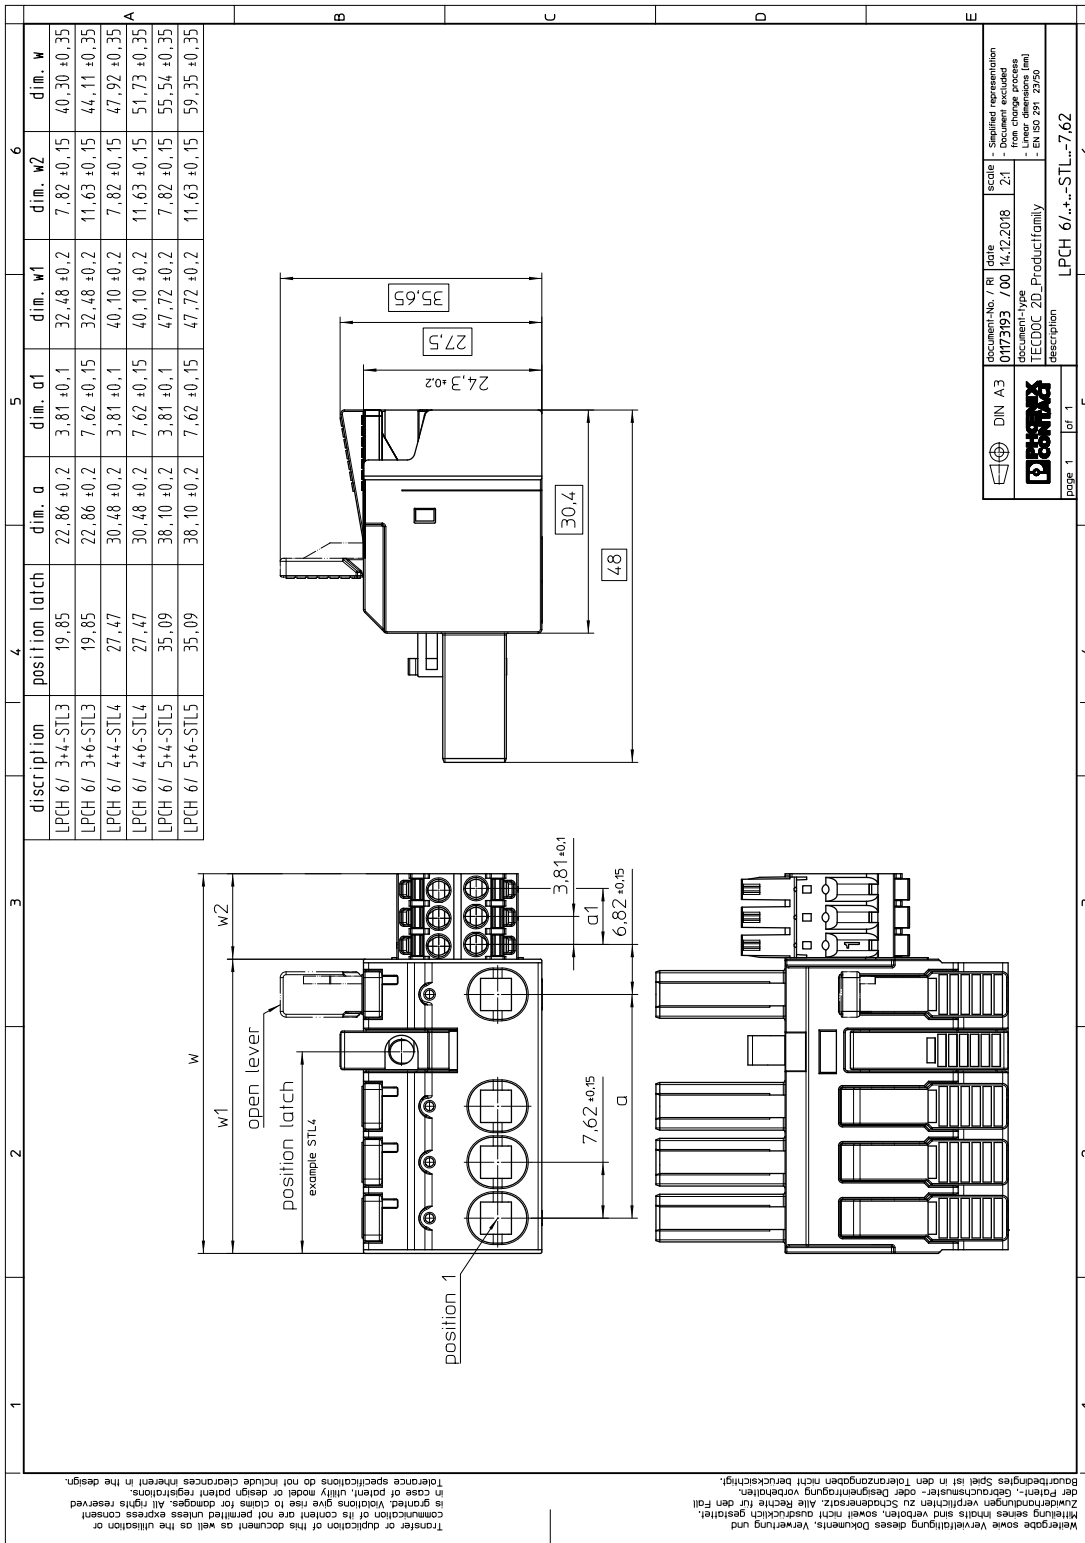 discription position latch dim. a dim. a1 dim. w1 dim. w2 dim. w
LPCH 6/ 3+4-STL3 19,85 22,86 ±0,2 3,81 ±0,1 32,48 ±0,2 7,82 ±0,15 40,30 ±0,35
LPCH 6/ 3+6-STL3 19,85 22,86 ±0,2 7,62 ±0,15 32,48 ±0,2 11,63 ±0,15 44,11 ±0,35
LPCH 6/ 4+4-STL4 27,47 30,48 ±0,2 3,81 ±0,1 40,10 ±0,2 7,82 ±0,15 47,92 ±0,35
LPCH 6/ 4+6-STL4 27,47 30,48 ±0,2 7,62 ±0,15 40,10 ±0,2 11,63 ±0,15 51,73 ±0,35
LPCH 6/ 5+4-STL5 35,09 38,10 ±0,2 3,81 ±0,1 47,72 ±0,2 7,82 ±0,15 55,54 ±0,35
LPCH 6/ 5+6-STL5 35,09 38,10 ±0,2 7,62 ±0,15 47,72 ±0,2 11,63 ±0,15 59,35 ±0,35
1 2 3 4 5 6
A
B
C
D
E
w
w1
w2
open lever
position latch
example STL4
position 1
7,62 ±0,15
a
3,81 ±0,1
a1
6,82 ±0,15
1
35,65
27,5
24,3 ±0,2
30,4
48
DIN A3
document-No. / RI
01173193 / 00
date
14.12.2018
scale
2:1
- Simplified representation
- Document excluded
from change process
- Linear dimensions [mm]
- EN ISO 291 23/50
document-type
TECDOC 2D_Productfamily
PHOENIX
CONTACT
description
LPCH 6/..+..-STL..-7,62
page 1 of 1
Transfer or duplication of this document as well as the utilisation or
communication of its content are not permitted unless express consent
is granted. Violations give rise to claims for damages. All rights reserved
in case of patent, utility model or design patent registrations.
Tolerance specifications do not include clearances inherent in the design.
Weitergabe sowie Vervielfältigung dieses Dokuments, Verwertung und
Mitteilung seines Inhalts sind verboten, soweit nicht ausdrücklich gestattet.
Zuwiderhandlungen verpflichten zu Schadenersatz. Alle Rechte für den Fall
der Patent-, Gebrauchsmuster- oder Designeintragung vorbehalten.
Bauartbedingtes Spiel ist in den Toleranzangaben nicht berücksichtigt.
1 2 3 4 5 6